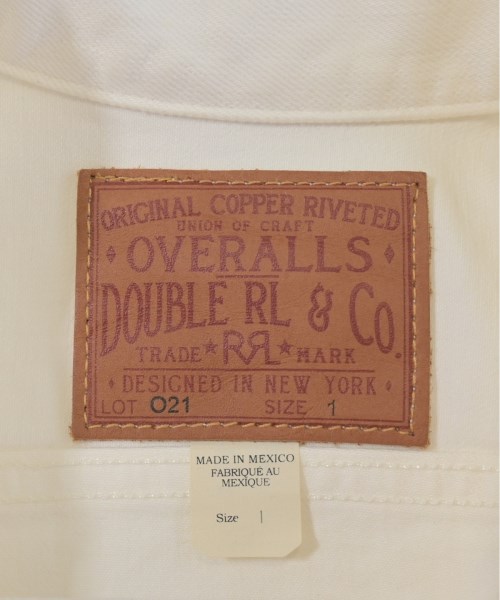 ORIGINAL COPPER RIVETED
UNION OF CRAFT
OVERALLS
DOUBLE RL & Co.
TRADE ★ RRL ★ MARK
DESIGNED IN NEW YORK
LOT 021 SIZE 1
MADE IN MEXICO
FABRIQUÉ AU
MEXIQUE
Size 1